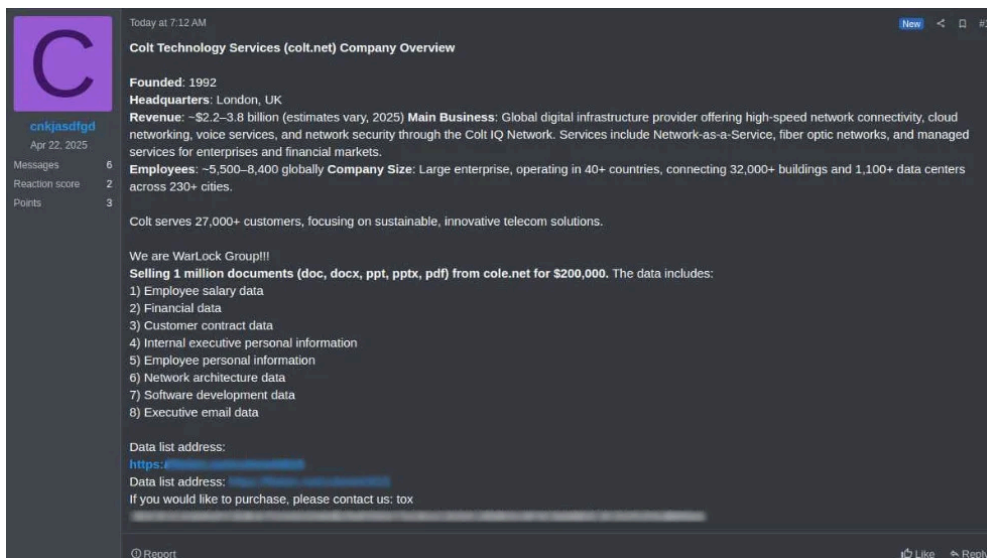 Today at 7:12 AM
New
C
cnkjasdfgd
Apr 22, 2025
Messages 6
Reaction score 2
Points 3
Colt Technology Services (colt.net) Company Overview
Founded: 1992
Headquarters: London, UK
Revenue: ~$2.2–3.8 billion (estimates vary, 2025) Main Business: Global digital infrastructure provider offering high-speed network connectivity, cloud
networking, voice services, and network security through the Colt IQ Network. Services include Network-as-a-Service, fiber optic networks, and managed
services for enterprises and financial markets.
Employees: ~5,500–8,400 globally Company Size: Large enterprise, operating in 40+ countries, connecting 32,000+ buildings and 1,100+ data centers
across 230+ cities.
Colt serves 27,000+ customers, focusing on sustainable, innovative telecom solutions.
We are WarLock Group!!!
Selling 1 million documents (doc, docx, ppt, pptx, pdf) from cole.net for $200,000. The data includes:
1) Employee salary data
2) Financial data
3) Customer contract data
4) Internal executive personal information
5) Employee personal information
6) Network architecture data
7) Software development data
8) Executive email data
Data list address:
https:/
Data list address:
If you would like to purchase, please contact us: tox
Report
Like
Reply